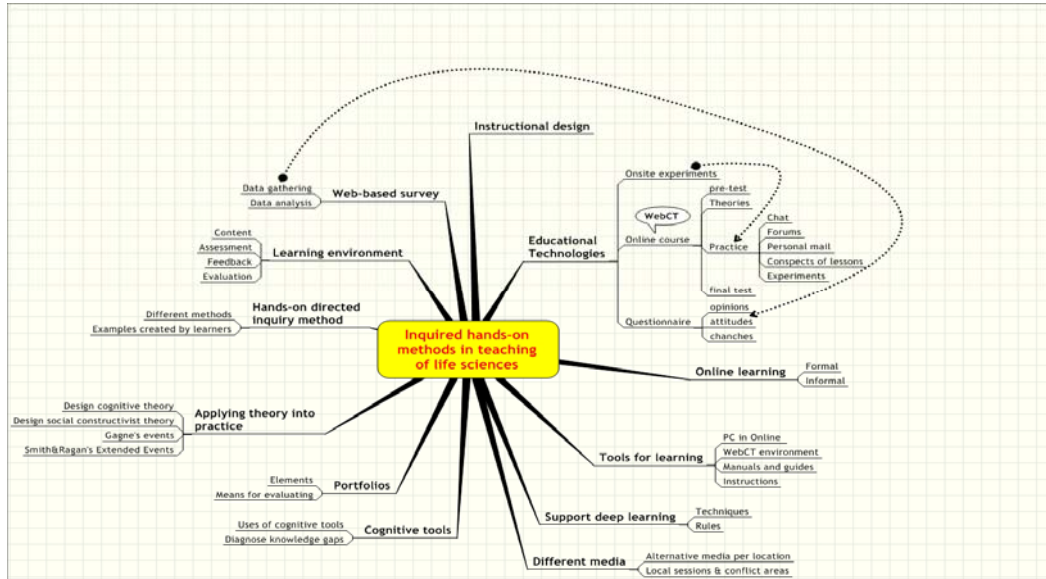 Instructional design
Data gathering
Data analysis
Web-based survey
Content
Assessment
Feedback
Evaluation
Learning environment
Different methods
Examples created by learners
Hands-on directed
inquiry method
Inquired hands-on
methods in teaching
of life sciences
Design cognitive theory
Design social constructivist theory
Gagne's events
Smith&Ragan's Extended Events
Applying theory into
practice
Elements
Means for evaluating
Portfolios
Uses of cognitive tools
Diagnose knowledge gaps
Cognitive tools
Educational
Technologies
Onsite experiments
WebCT
Online course
pre-test
Theories
Practice
Chat
Forums
Personal mail
Conspects of lessons
Experiments
final test
Questionnaire
opinions
attitudes
chanches
Online learning
Formal
Informal
Tools for learning
PC in Online
WebCT environment
Manuals and guides
Instructions
Support deep learning
Techniques
Rules
Different media
Alternative media per location
Local sessions & conflict areas